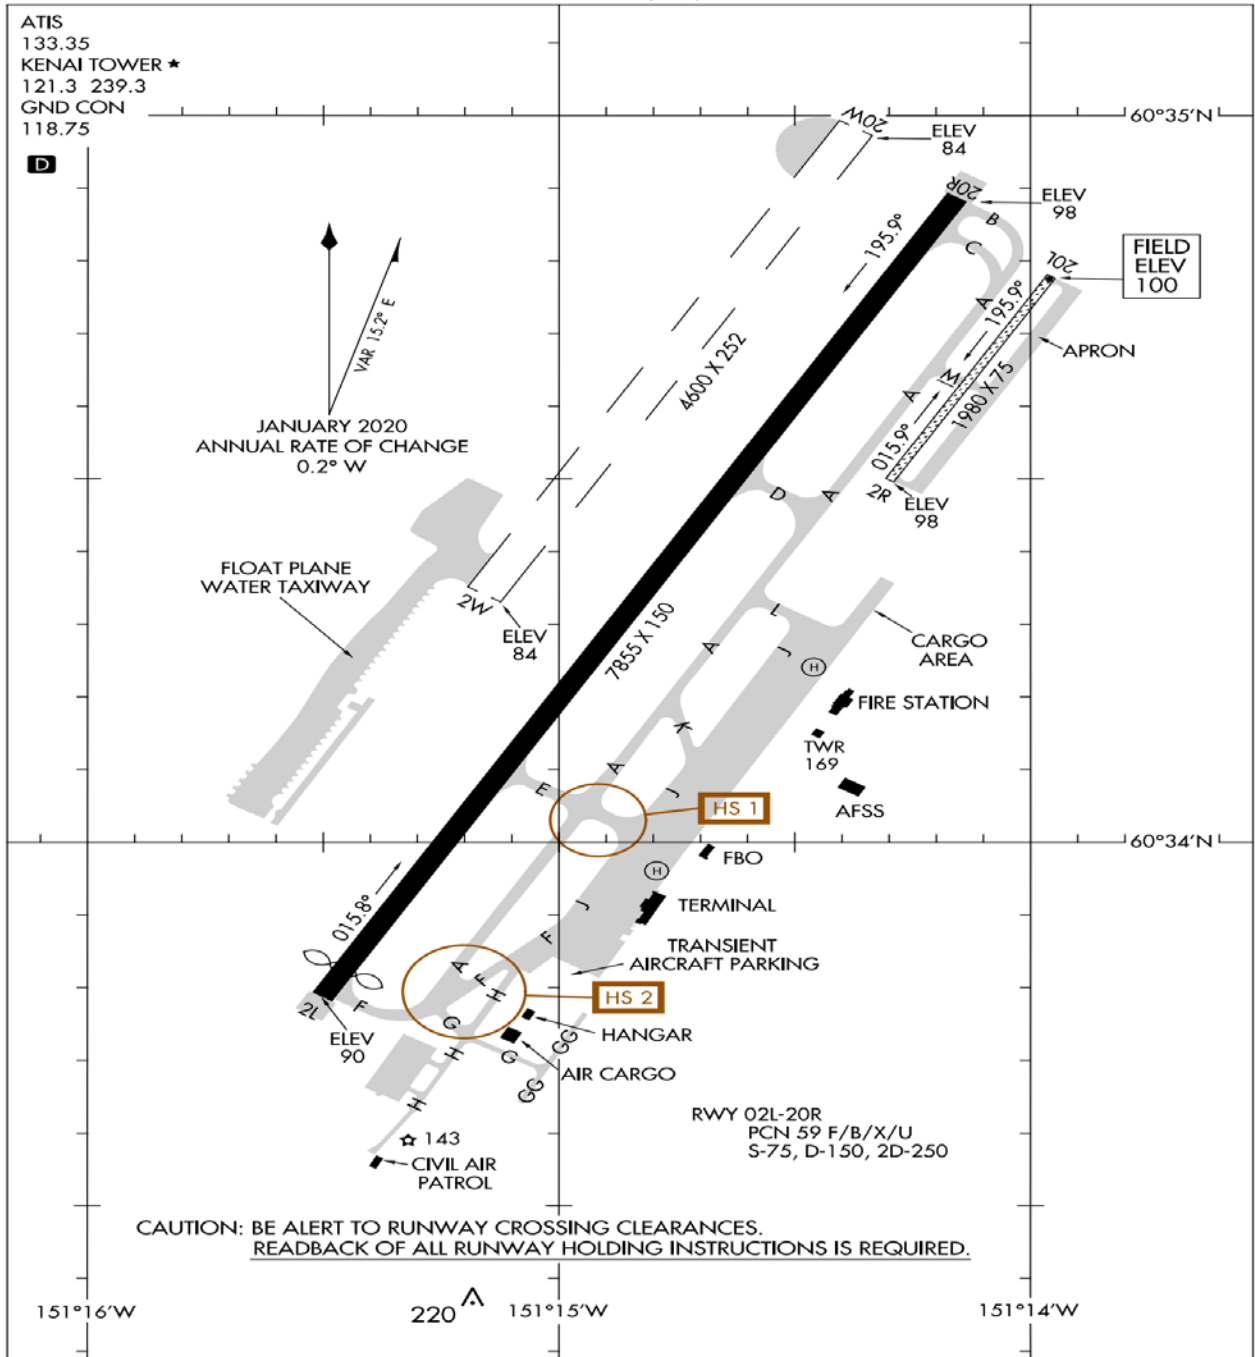 ATIS
133.35
KENAI TOWER ★
121.3 239.3
GND CON
118.75
D
60°35'N
20W
ELEV
84
20R
ELEV
98
B
C
195.9°
20L
FIELD
ELEV
100
A
195.9°
APRON
VAR 15.2° E
4600 X 252
JANUARY 2020
ANNUAL RATE OF CHANGE
0.2° W
M
A
1980 X 75
015.9°
2R
ELEV
98
D
A
FLOAT PLANE
WATER TAXIWAY
2W
ELEV
84
7855 X 150
L
A
J
H
CARGO
AREA
FIRE STATION
K
TWR
169
A
E
J
HS 1
AFSS
60°34'N
FBO
H
015.8°
J
TERMINAL
F
TRANSIENT
AIRCRAFT PARKING
A
F
H
HS 2
2L
F
G
ELEV
90
HANGAR
H
G
GG
AIR CARGO
GG
H
RWY 02L-20R
PCN 59 F/B/X/U
S-75, D-150, 2D-250
143
CIVIL AIR
PATROL
CAUTION: BE ALERT TO RUNWAY CROSSING CLEARANCES.
READBACK OF ALL RUNWAY HOLDING INSTRUCTIONS IS REQUIRED.
151°16'W
220
151°15'W
151°14'W